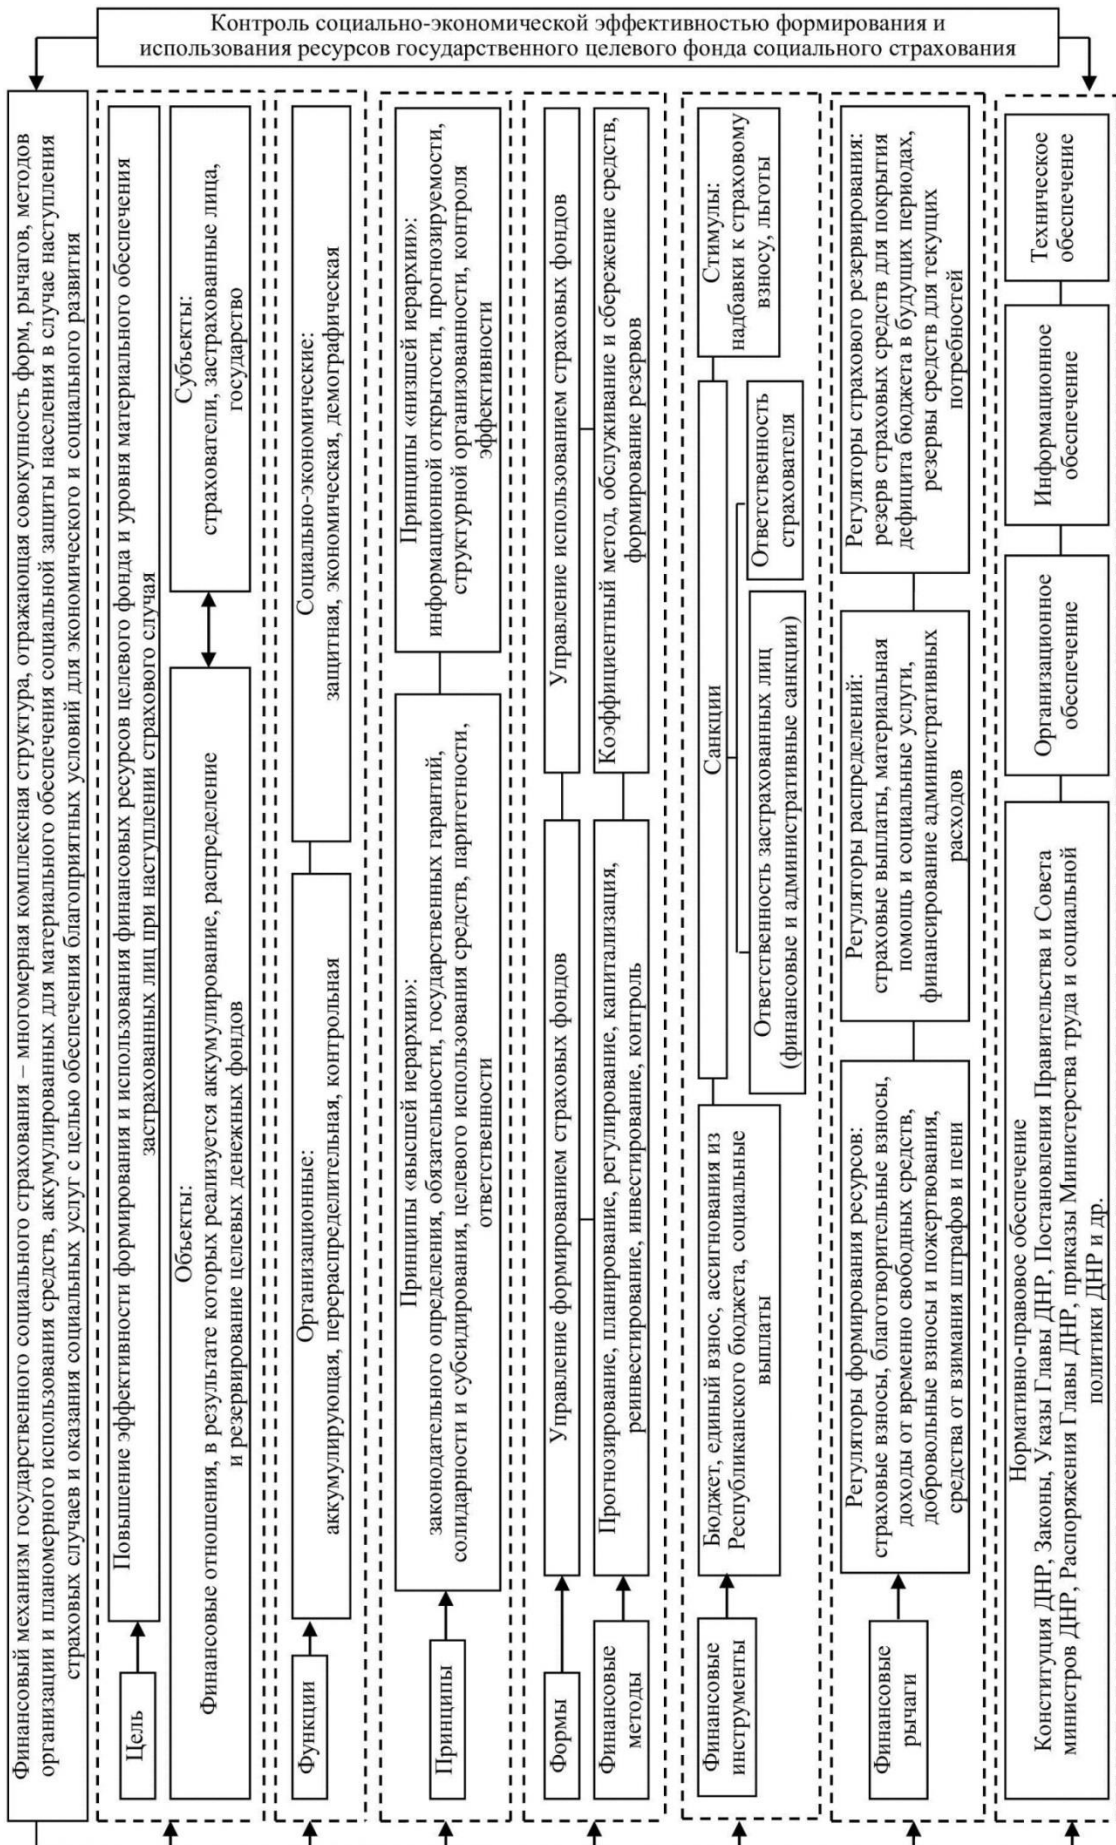 Контроль социально-экономической эффективностью формирования и
использования ресурсов государственного целевого фонда социального страхования
Финансовый механизм государственного социального страхования – многомерная комплексная структура, отражающая совокупность форм, рычагов, методов
организации и планомерного использования средств, аккумулированных для материального обеспечения социальной защиты населения в случае наступления
страховых случаев и оказания социальных услуг с целью обеспечения благоприятных условий для экономического и социального развития
Цель
Повышение эффективности формирования и использования финансовых ресурсов целевого фонда и уровня материального обеспечения
застрахованных лиц при наступлении страхового случая
Объекты:
Финансовые отношения, в результате которых реализуется аккумулирование, распределение
и резервирование целевых денежных фондов
Субъекты:
страхователи, застрахованные лица,
государство
Функции
Организационные:
аккумулирующая, перераспределительная, контрольная
Социально-экономические:
защитная, экономическая, демографическая
Принципы
Принципы «высшей иерархии»:
законодательного определения, обязательности, государственных гарантий,
солидарности и субсидирования, целевого использования средств, паритетности,
ответственности
Принципы «низшей иерархии»:
информационной открытости, прогнозируемости,
структурной организованности, контроля
эффективности
Формы
Управление формированием страховых фондов
Управление использованием страховых фондов
Финансовые
методы
Прогнозирование, планирование, регулирование, капитализация,
реинвестирование, инвестирование, контроль
Коэффициентный метод, обслуживание и сбережение средств,
формирование резервов
Финансовые
инструменты
Бюджет, единый взнос, ассигнования из
Республиканского бюджета, социальные
выплаты
Санкции
Ответственность застрахованных лиц
(финансовые и административные санкции)
Ответственность
страхователя
Стимулы:
надбавки к страховому
взносу, льготы
Финансовые
рычаги
Регуляторы формирования ресурсов:
страховые взносы, благотворительные взносы,
доходы от временно свободных средств,
добровольные взносы и пожертвования,
средства от взимания штрафов и пени
Регуляторы распределений:
страховые выплаты, материальная
помощь и социальные услуги,
финансирование административных
расходов
Регуляторы страхового резервирования:
резерв страховых средств для покрытия
дефицита бюджета в будущих периодах,
резервы средств для текущих
потребностей
Нормативно-правовое обеспечение
Конституция ДНР, Законы, Указы Главы ДНР, Постановления Правительства и Совета
министров ДНР, Распоряжения Главы ДНР, приказы Министерства труда и социальной
политики ДНР и др.
Организационное
обеспечение
Информационное
обеспечение
Техническое
обеспечение